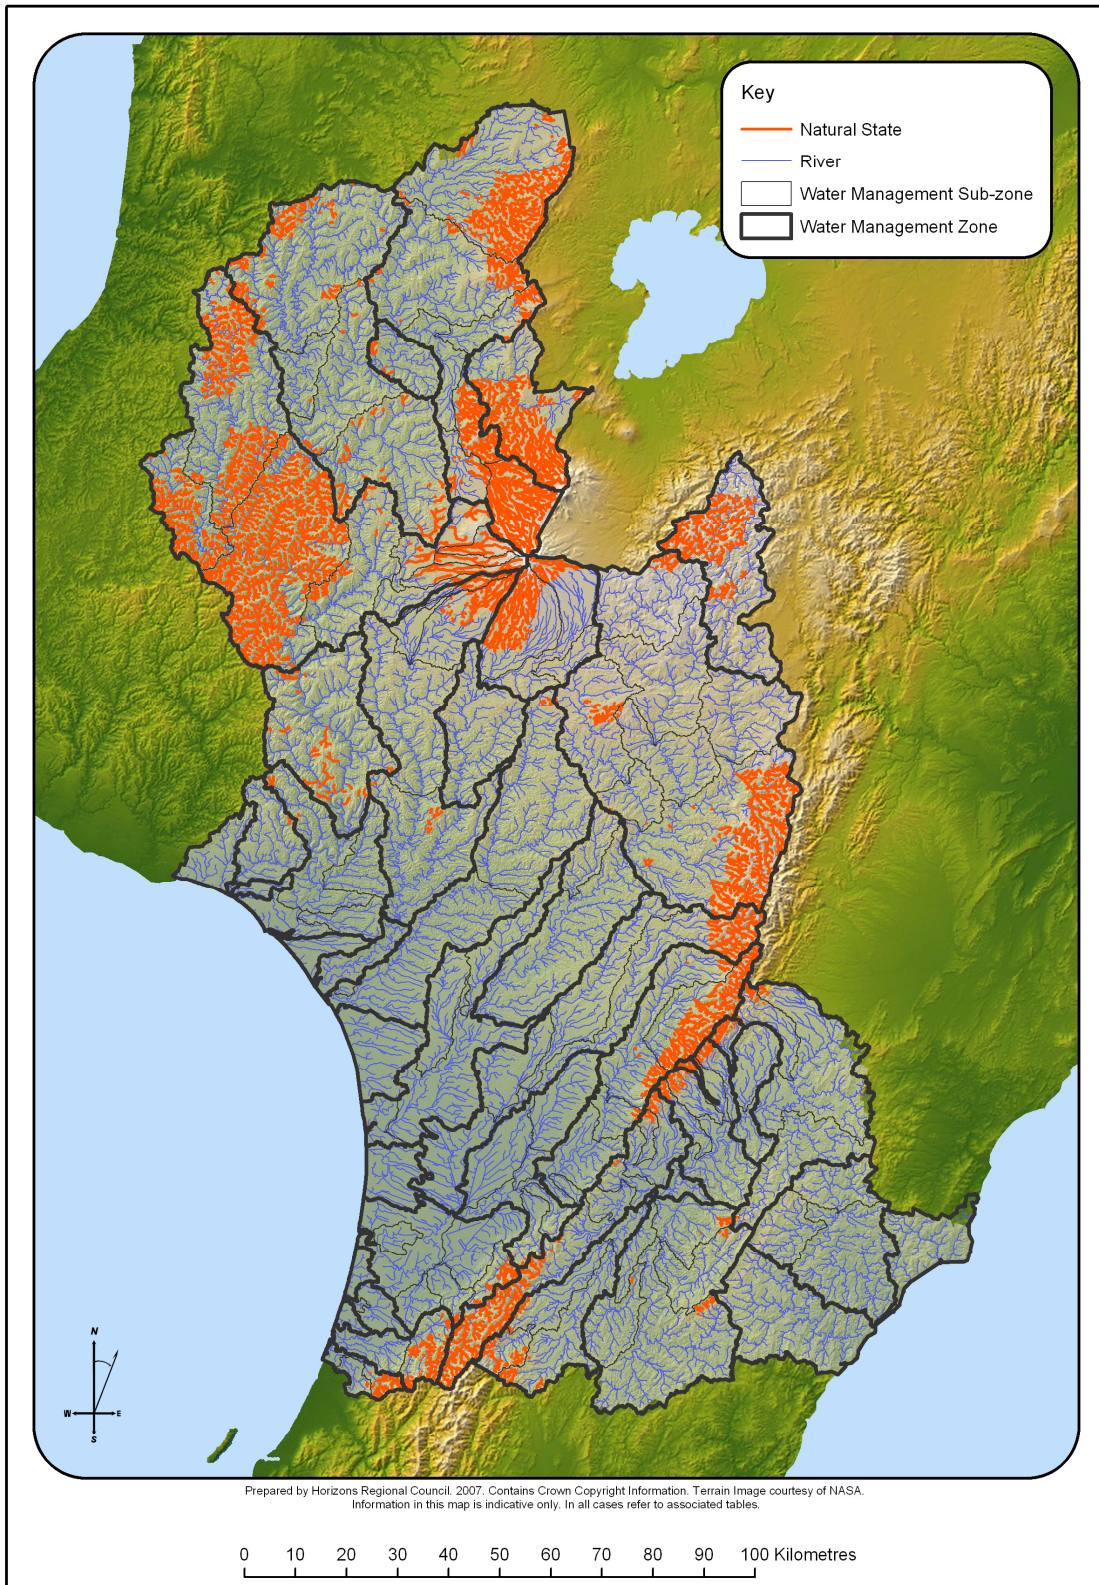 Key
Natural State
River
Water Management Sub-zone
Water Management Zone
N
W E
S
Prepared by Horizons Regional Council. 2007. Contains Crown Copyright Information. Terrain Image courtesy of NASA.
Information in this map is indicative only. In all cases refer to associated tables.
0 10 20 30 40 50 60 70 80 90 100 Kilometres